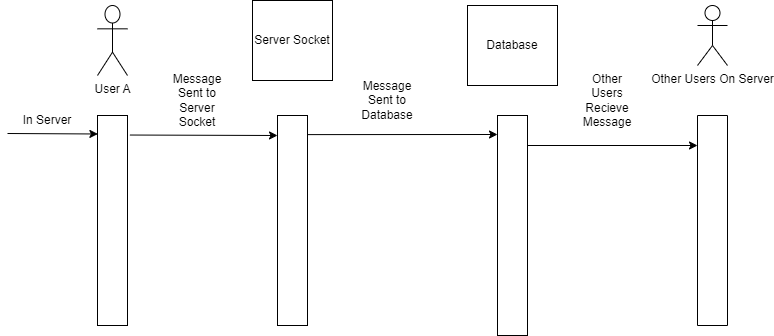 User A
Server Socket
Database
Other Users On Server
In Server
Message
Sent to
Server
Socket
Message
Sent to
Database
Other
Users
Recieve
Message